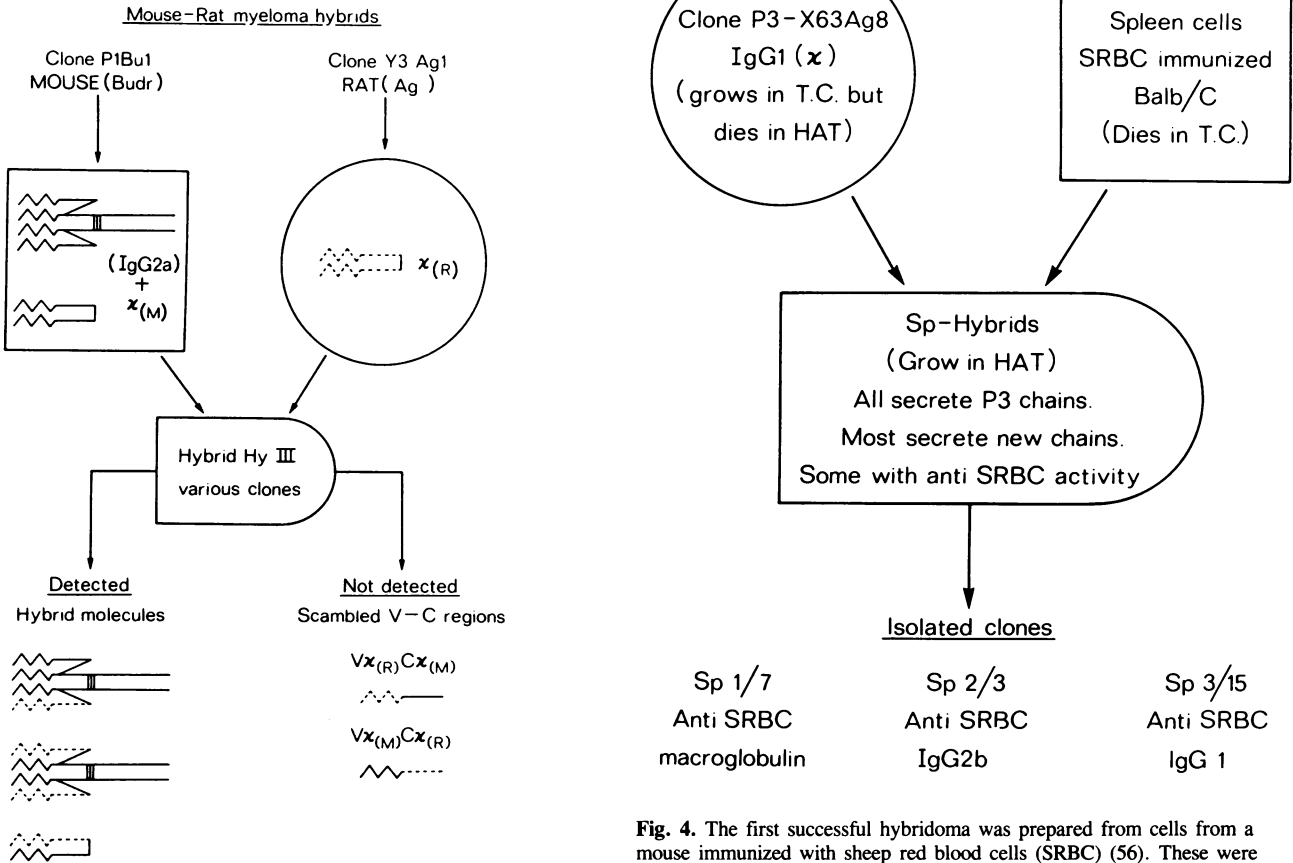 Mouse-Rat myeloma hybrids
Clone P1Bu1
MOUSE (Budr)
Clone Y3 Ag1
RAT( Ag )
(IgG2a)
+
ϰ(M)
ϰ(R)
Hybrid Hy III
various clones
Detected
Hybrid molecules
Not detected
Scambled V-C regions
Vϰ(R)Cϰ(M)
Vϰ(M)Cϰ(R)
Clone P3-X63Ag8
IgG1 (ϰ)
(grows in T.C. but
dies in HAT)
Spleen cells
SRBC immunized
Balb/C
(Dies in T.C.)
Sp-Hybrids
(Grow in HAT)
All secrete P3 chains.
Most secrete new chains.
Some with anti SRBC activity
Isolated clones
Sp 1/7
Anti SRBC
macroglobulin
Sp 2/3
Anti SRBC
IgG2b
Sp 3/15
Anti SRBC
IgG 1
Fig. 4. The first successful hybridoma was prepared from cells from a
mouse immunized with sheep red blood cells (SRBC) (56). These were